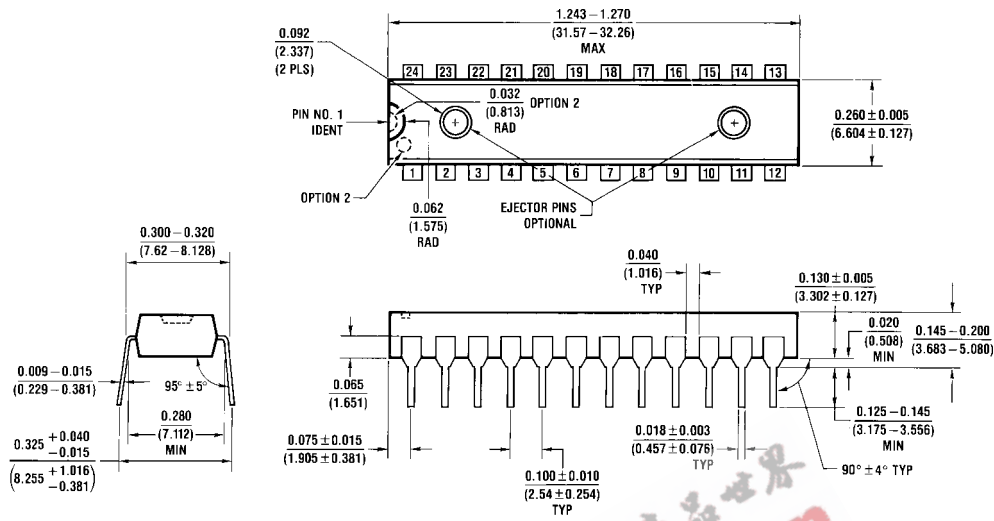 1.243 – 1.270
(31.57 – 32.26)
MAX
0.092
(2.337)
(2 PLS)
24 23 22 21 20 19 18 17 16 15 14 13
0.032
(0.813)
RAD
OPTION 2
PIN NO. 1
IDENT
0.260 ± 0.005
(6.604 ± 0.127)
1 2 3 4 5 6 7 8 9 10 11 12
OPTION 2
0.062
(1.575)
RAD
EJECTOR PINS
OPTIONAL
0.300 – 0.320
(7.62 – 8.128)
0.040
(1.016)
TYP
0.130 ± 0.005
(3.302 ± 0.127)
0.020
(0.508)
MIN
0.145 – 0.200
(3.683 – 5.080)
0.009 – 0.015
(0.229 – 0.381)
95° ± 5°
0.065
(1.651)
0.280
(7.112)
MIN
0.125 – 0.145
(3.175 – 3.556)
MIN
0.325 +0.040 −0.015
(8.255 +1.016 −0.381)
0.075 ± 0.015
(1.905 ± 0.381)
0.018 ± 0.003
(0.457 ± 0.076)
TYP
90° ± 4° TYP
0.100 ± 0.010
(2.54 ± 0.254)
TYP